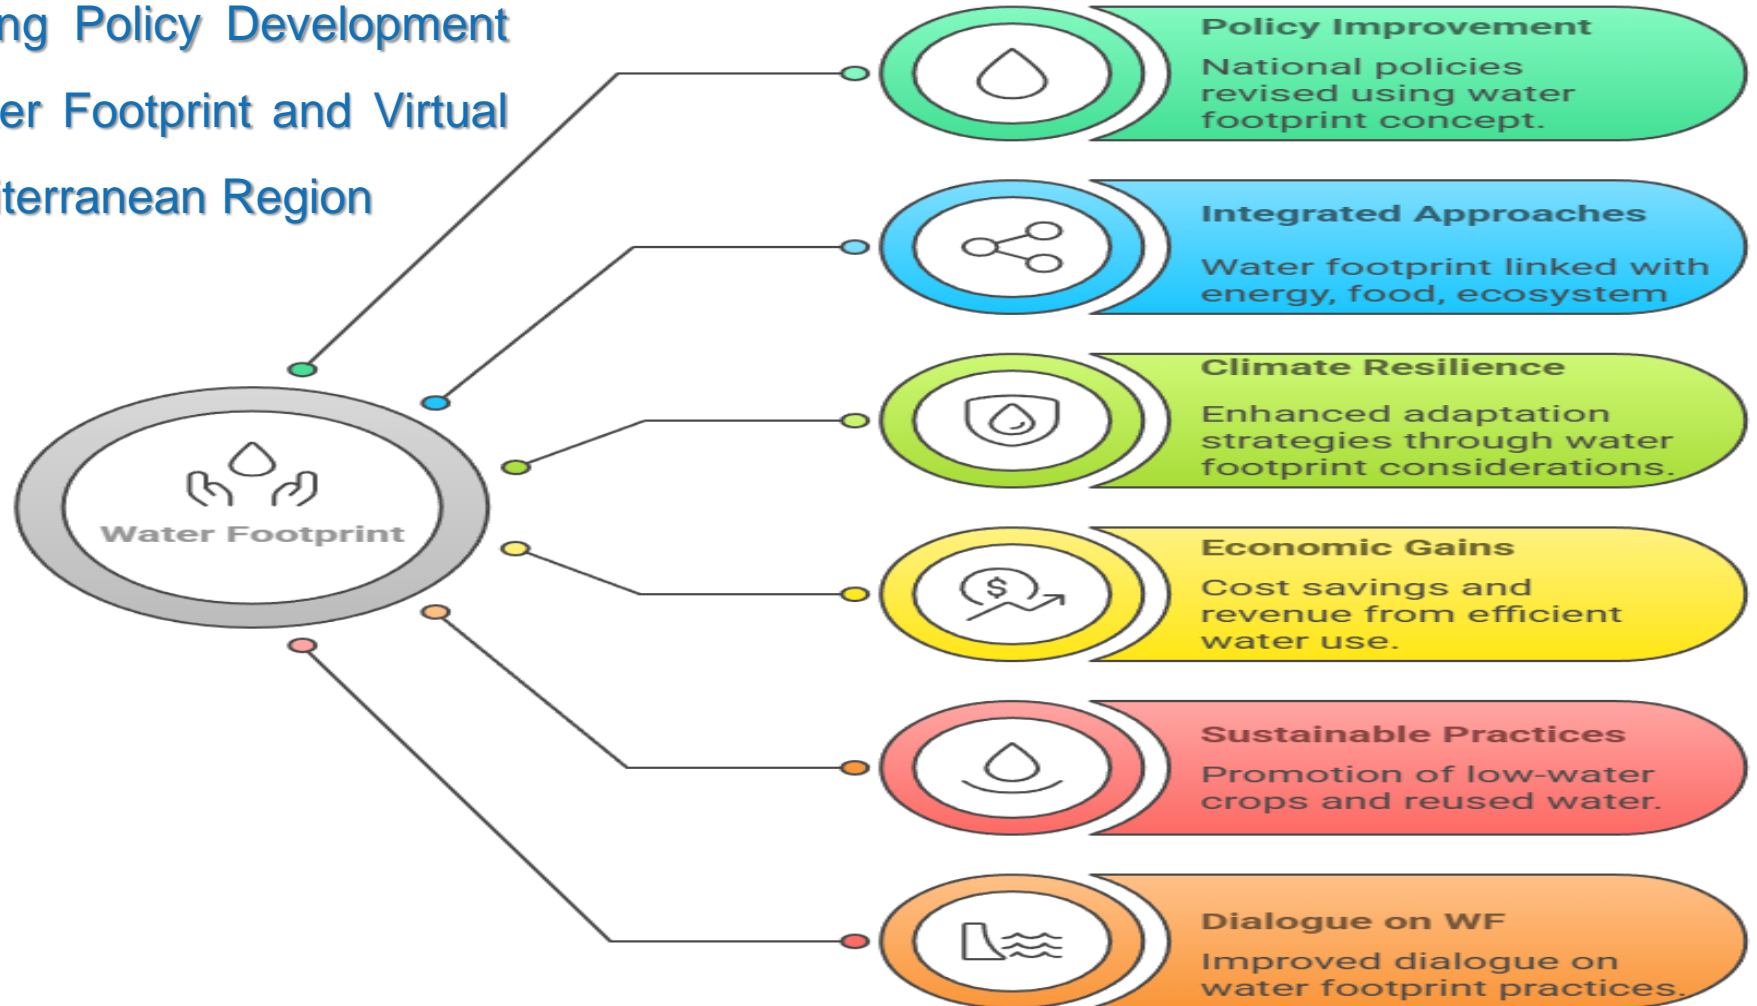 ng Policy Development
er Footprint and Virtual
iterranean Region
Water Footprint
Policy Improvement
National policies
revised using water
footprint concept.
Integrated Approaches
Water footprint linked with
energy, food, ecosystem
Climate Resilience
Enhanced adaptation
strategies through water
footprint considerations.
Economic Gains
Cost savings and
revenue from efficient
water use.
Sustainable Practices
Promotion of low-water
crops and reused water.
Dialogue on WF
Improved dialogue on
water footprint practices.